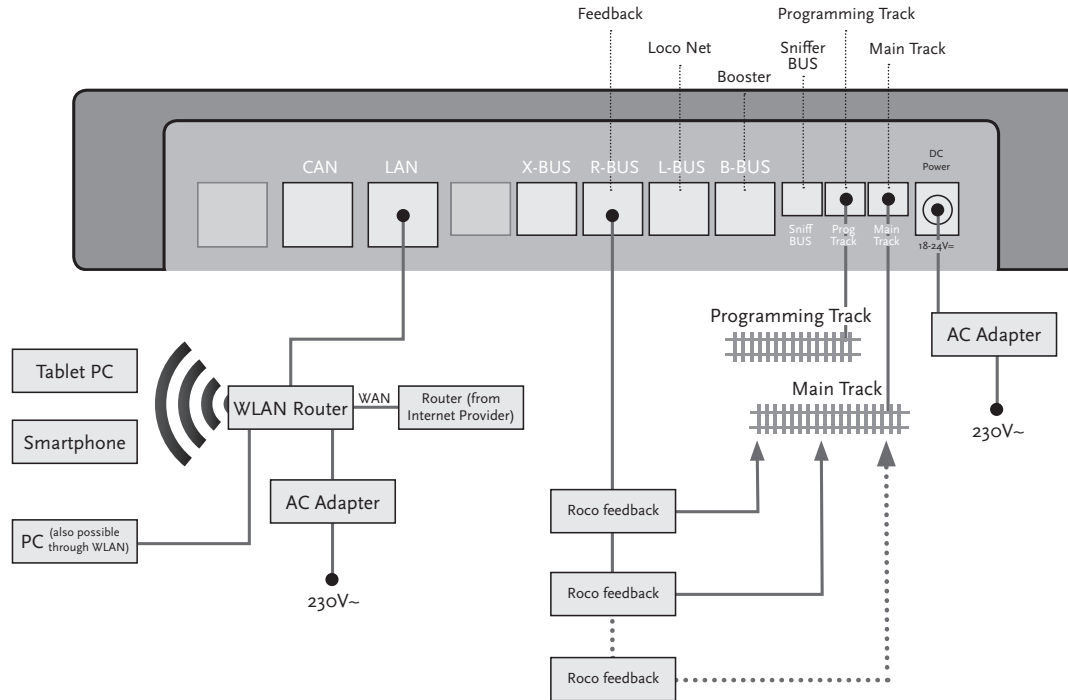 Feedback
Programming Track
Loco Net
Sniffer
BUS
Main Track
Booster
CAN
LAN
X-BUS
R-BUS
L-BUS
B-BUS
DC
Power
Sniff
BUS
Prog
Track
Main
Track
18-24V=
Programming Track
AC Adapter
Tablet PC
Main Track
WLAN Router
WAN
Router (from
Internet Provider)
230V~
Smartphone
AC Adapter
Roco feedback
PC (also possible
through WLAN)
230V~
Roco feedback
Roco feedback